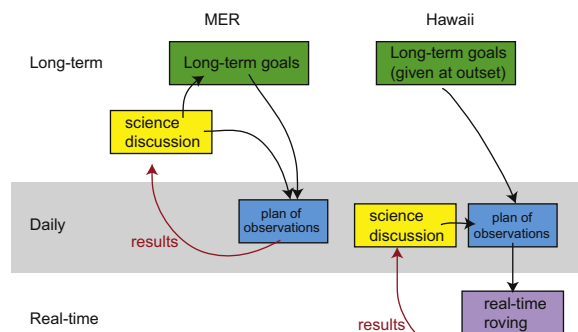 MER
Hawaii
Long-term
Long-term goals
Long-term goals
(given at outset)
science
discussion
Daily
plan of
observations
science
discussion
plan of
observations
results
Real-time
results
real-time
roving